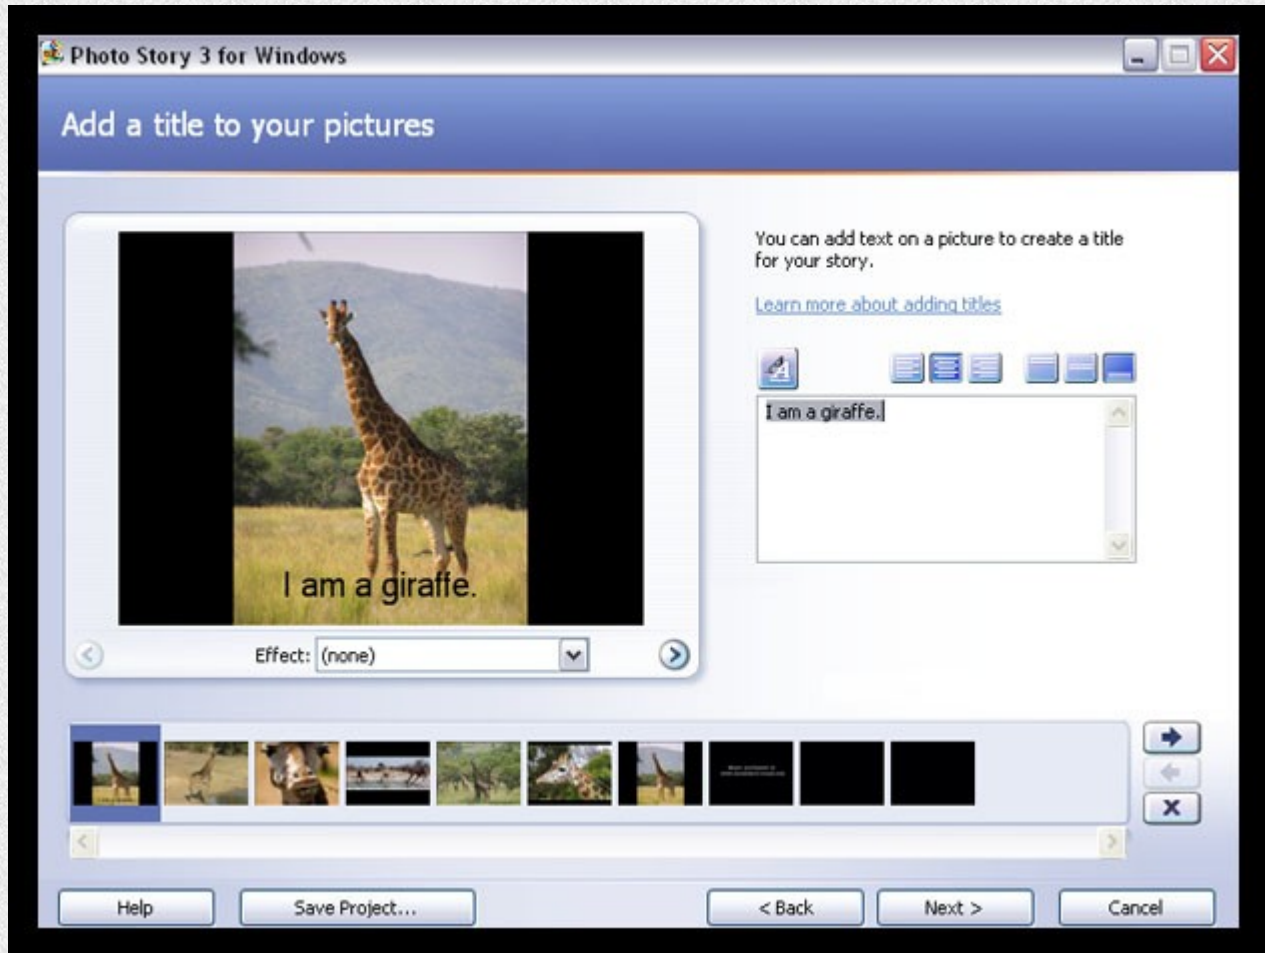 Photo Story 3 for Windows
Add a title to your pictures
You can add text on a picture to create a title
for your story.
Learn more about adding titles
I am a giraffe.
I am a giraffe.
Effect: (none)
Help
Save Project...
< Back
Next >
Cancel